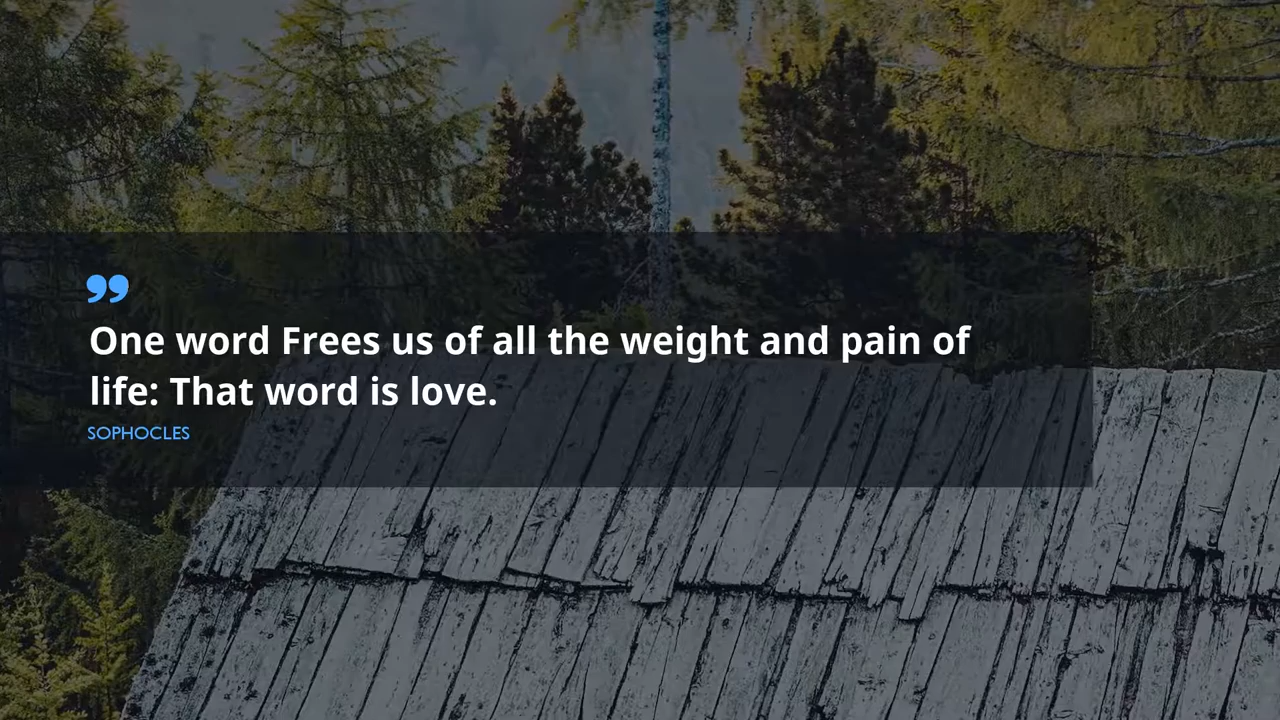 One word Frees us of all the weight and pain of
life: That word is love.
SOPHOCLES